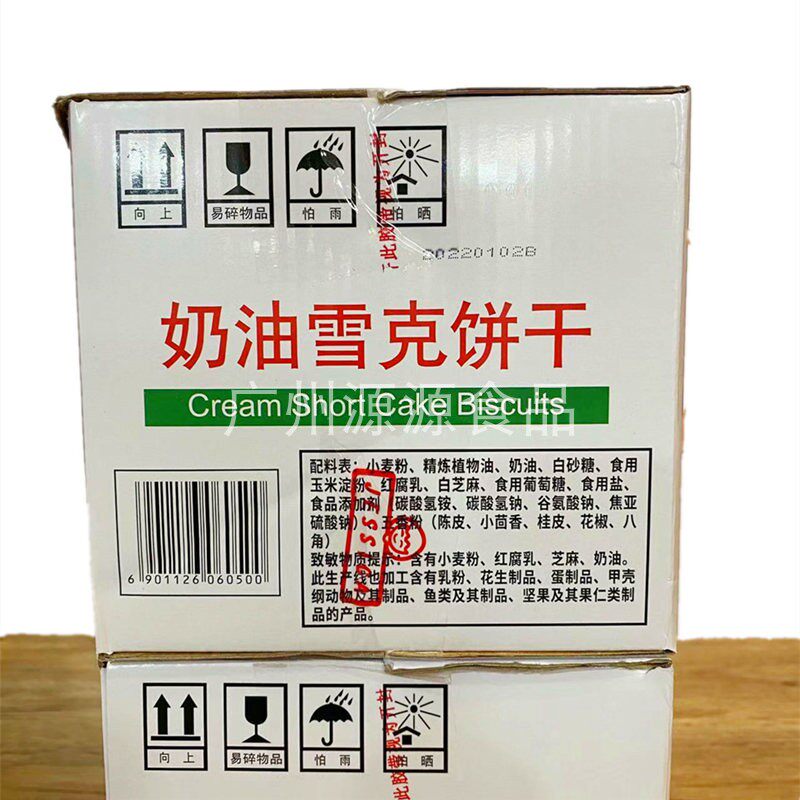 向上
易碎物品
怕雨
怕晒
此胶带视为开封
20220102B
奶油雪克饼干
Cream Short Cake Biscuits
广州源源食品
配料表：小麦粉、精炼植物油、奶油、白砂糖、食用
玉米淀粉、红腐乳、白芝麻、食用葡萄糖、食用盐、
食品添加剂（碳酸氢铵、碳酸氢钠、谷氨酸钠、焦亚
硫酸钠）、五香粉（陈皮、小茴香、桂皮、花椒、八
角）
致敏物质提示：含有小麦粉、红腐乳、芝麻、奶油。
此生产线也加工含有乳粉、花生制品、蛋制品、甲壳
纲动物及其制品、鱼类及其制品、坚果及其果仁类制
品的产品。
JESSICA
6 901126 060500
向上
易碎物品
怕雨
怕晒